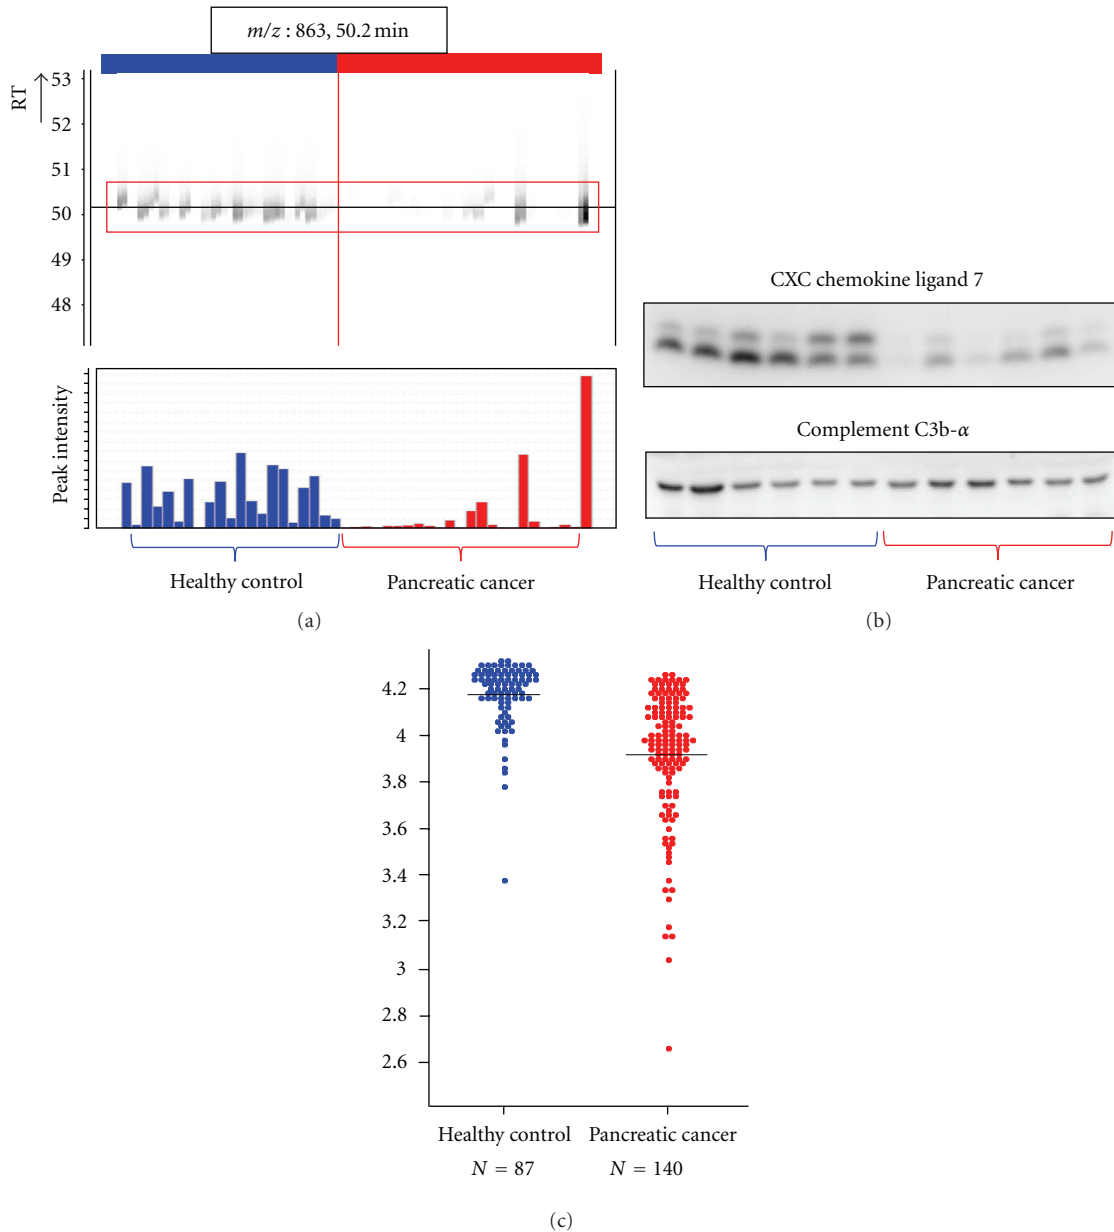 m/z : 863, 50.2 min
RT
53
52
51
50
49
48
Peak intensity
Healthy control
Pancreatic cancer
(a)
CXC chemokine ligand 7
Complement C3b-α
Healthy control
Pancreatic cancer
(b)
4.2
4
3.8
3.6
3.4
3.2
3
2.8
2.6
Healthy control
Pancreatic cancer
N = 87
N = 140
(c)